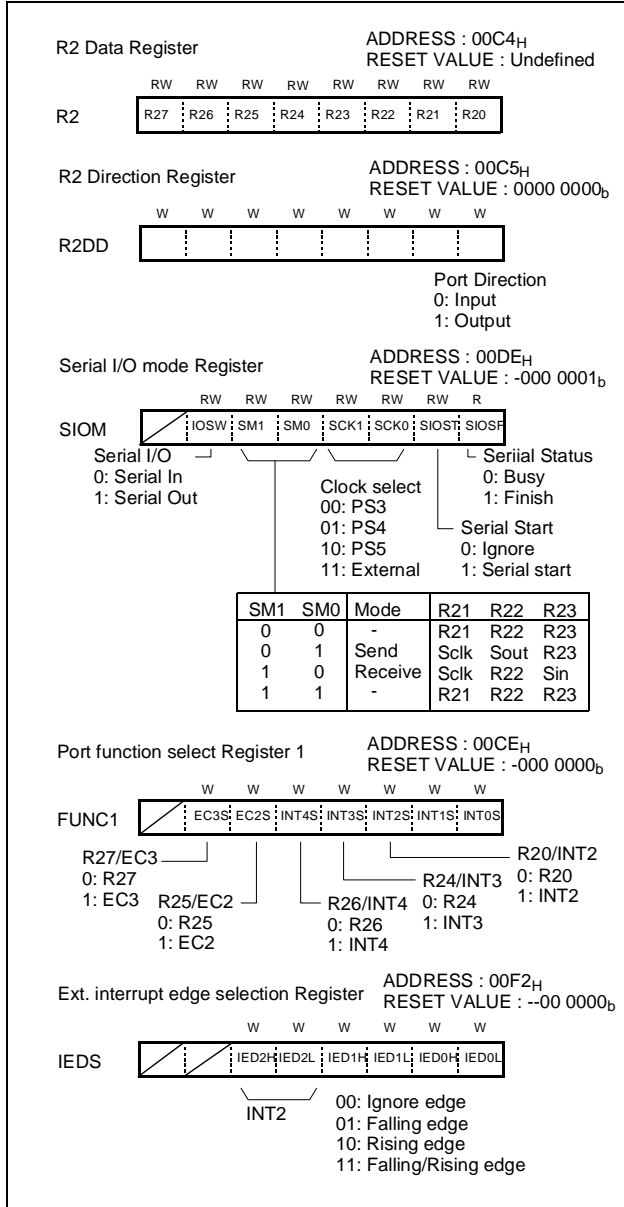 R2 Data Register
ADDRESS : 00C4H
RESET VALUE : Undefined
RW RW RW RW RW RW RW RW
R2
R27 R26 R25 R24 R23 R22 R21 R20
R2 Direction Register
ADDRESS : 00C5H
RESET VALUE : 0000 0000b
W W W W W W W W
R2DD
Port Direction
0: Input
1: Output
Serial I/O mode Register
ADDRESS : 00DEH
RESET VALUE : -000 0001b
RW RW RW RW RW RW R
SIOM
IOSW SM1 SM0 SCK1 SCK0 SIOST SIOSF
Serial I/O
0: Serial In
1: Serial Out
Clock select
00: PS3
01: PS4
10: PS5
11: External
Seriial Status
0: Busy
1: Finish
Serial Start
0: Ignore
1: Serial start
SM1 SM0 Mode R21 R22 R23
0 0 - R21 R22 R23
0 1 Send Sclk Sout R23
1 0 Receive Sclk R22 Sin
1 1 - R21 R22 R23
Port function select Register 1
ADDRESS : 00CEH
RESET VALUE : -000 0000b
W W W W W W W
FUNC1
EC3S EC2S INT4S INT3S INT2S INT1S INT0S
R27/EC3
0: R27
1: EC3
R25/EC2
0: R25
1: EC2
R26/INT4
0: R26
1: INT4
R24/INT3
0: R24
1: INT3
R20/INT2
0: R20
1: INT2
Ext. interrupt edge selection Register
ADDRESS : 00F2H
RESET VALUE : --00 0000b
W W W W W W
IEDS
IED2H IED2L IED1H IED1L IED0H IED0L
INT2
00: Ignore edge
01: Falling edge
10: Rising edge
11: Falling/Rising edge